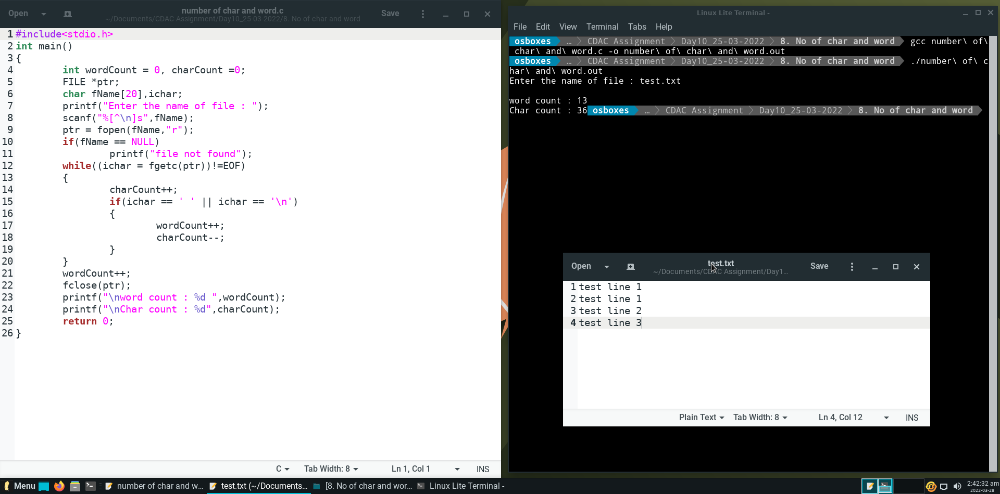 Open
number of char and word.c
~/Documents/CDAC Assignment/Day10_25-03-2022/8. No of char and word
Save
1 #include<stdio.h>
2 int main()
3 {
4 int wordCount = 0, charCount =0;
5 FILE *ptr;
6 char fName[20],ichar;
7 printf("Enter the name of file : ");
8 scanf("%[^\n]s",fName);
9 ptr = fopen(fName,"r");
10 if(fName == NULL)
11 printf("file not found");
12 while((ichar = fgetc(ptr))!=EOF)
13 {
14 charCount++;
15 if(ichar == ' ' || ichar == '\n')
16 {
17 wordCount++;
18 charCount--;
19 }
20 }
21 wordCount++;
22 fclose(ptr);
23 printf("\nword count : %d ",wordCount);
24 printf("\nChar count : %d",charCount);
25 return 0;
26 }
C Tab Width: 8 Ln 1, Col 1 INS
Linux Lite Terminal -
File Edit View Terminal Tabs Help
osboxes … CDAC Assignment Day10_25-03-2022 8. No of char and word gcc number\ of\
char\ and\ word.c -o number\ of\ char\ and\ word.out
osboxes … CDAC Assignment Day10_25-03-2022 8. No of char and word ./number\ of\ c
har\ and\ word.out
Enter the name of file : test.txt
word count : 13
Char count : 36 osboxes … CDAC Assignment Day10_25-03-2022 8. No of char and word
Open
test.txt
~/Documents/CDAC Assignment/Day1...
Save
1 test line 1
2 test line 1
3 test line 2
4 test line 3
Plain Text Tab Width: 8 Ln 4, Col 12 INS
Menu number of char and w... test.txt (~/Documents... [8. No of char and wor... Linux Lite Terminal - 2:42:32 am
2022-03-28